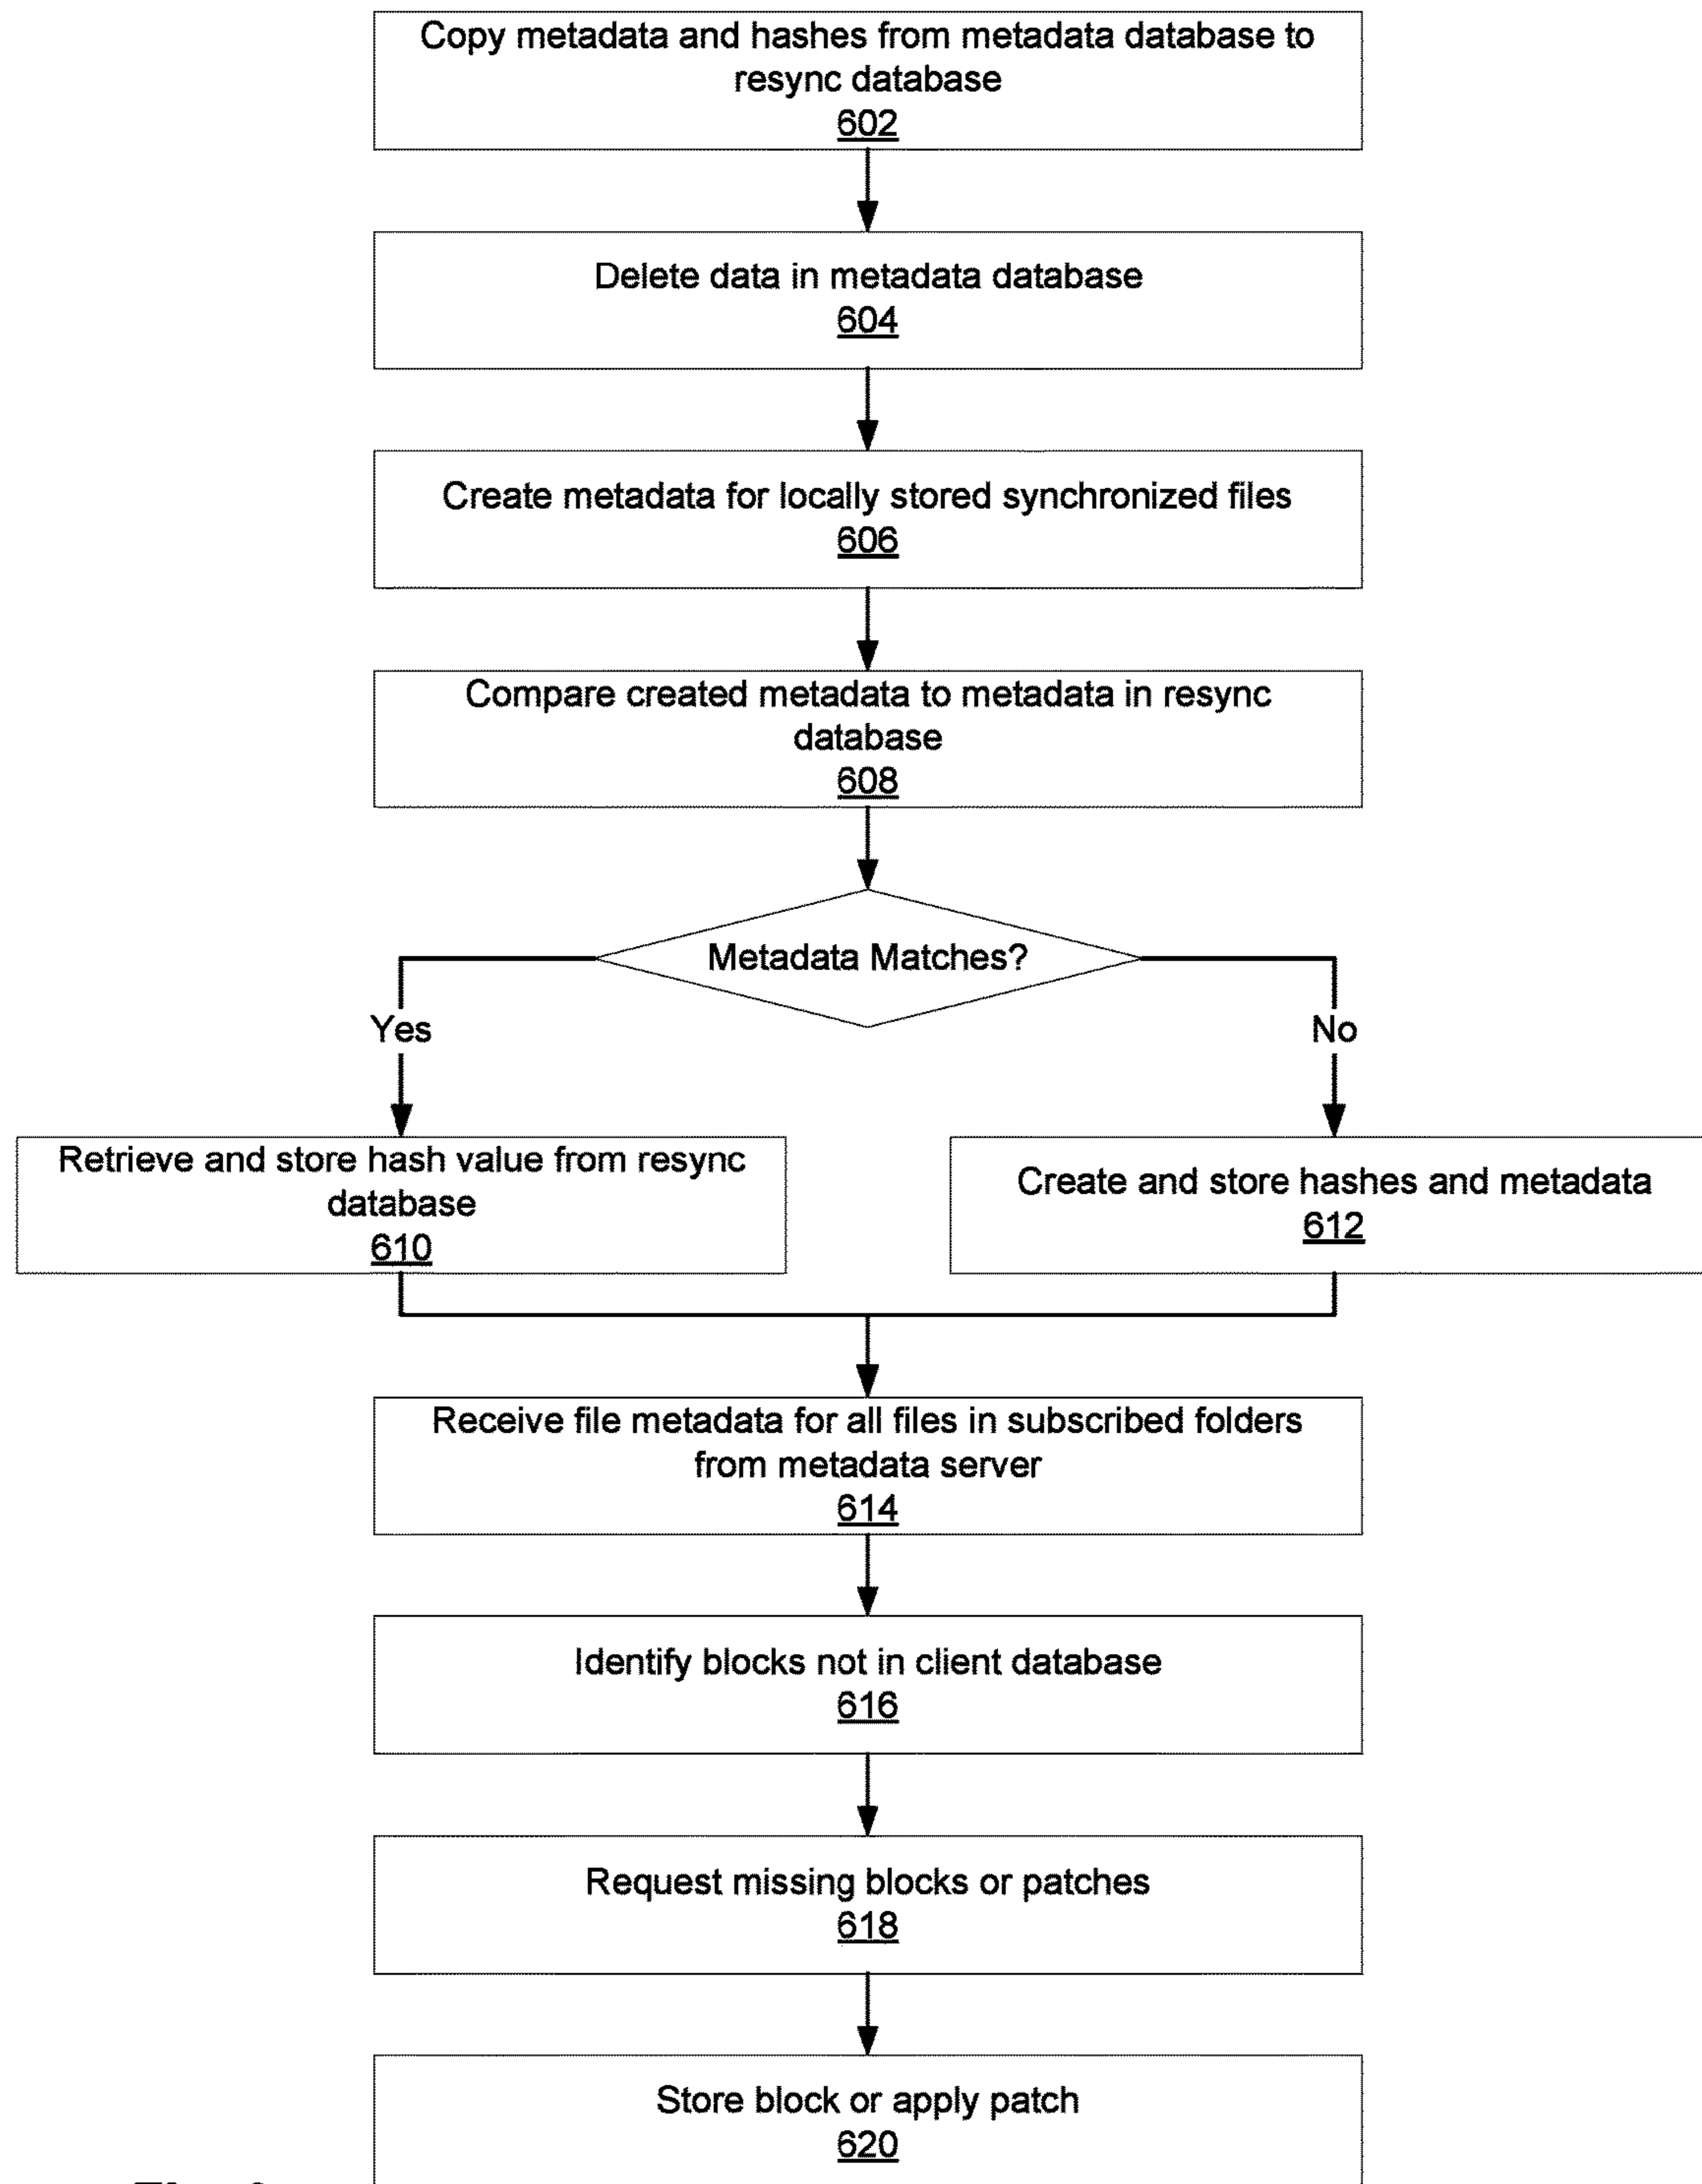 Copy metadata and hashes from metadata database to
resync database
602
Delete data in metadata database
604
Create metadata for locally stored synchronized files
606
Compare created metadata to metadata in resync
database
608
Metadata Matches?
Yes
No
Retrieve and store hash value from resync
database
610
Create and store hashes and metadata
612
Receive file metadata for all files in subscribed folders
from metadata server
614
Identify blocks not in client database
616
Request missing blocks or patches
618
Store block or apply patch
620